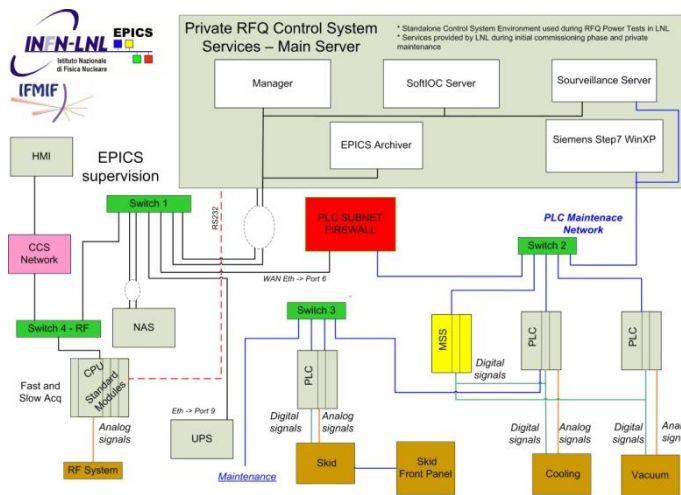 INFN-LNL
EPICS
Istituto Nazionale
di Fisica Nucleare
IFMIF
Private RFQ Control System
Services – Main Server
* Standalone Control System Environment used during RFQ Power Tests in LNL
* Services provided by LNL during initial commissioning phase and private
maintenance
Manager
SoftIOC Server
Sourveillance Server
EPICS Archiver
Siemens Step7 WinXP
HMI
EPICS
supervision
Switch 1
RS232
PLC SUBNET
FIREWALL
PLC Maintenace
Network
Switch 2
CCS
Network
WAN Eth -> Port 6
Switch 4 - RF
NAS
Switch 3
MSS
PLC
PLC
PLC
Fast and
Slow Acq
CPU
Standard
Modules
Digital
signals
Eth -> Port 9
Analog
signals
UPS
Digital
signals
Analog
signals
Digital
signals
Analog
signals
Digital
signals
RF System
Maintenance
Skid
Skid
Front Panel
Cooling
Vacuum